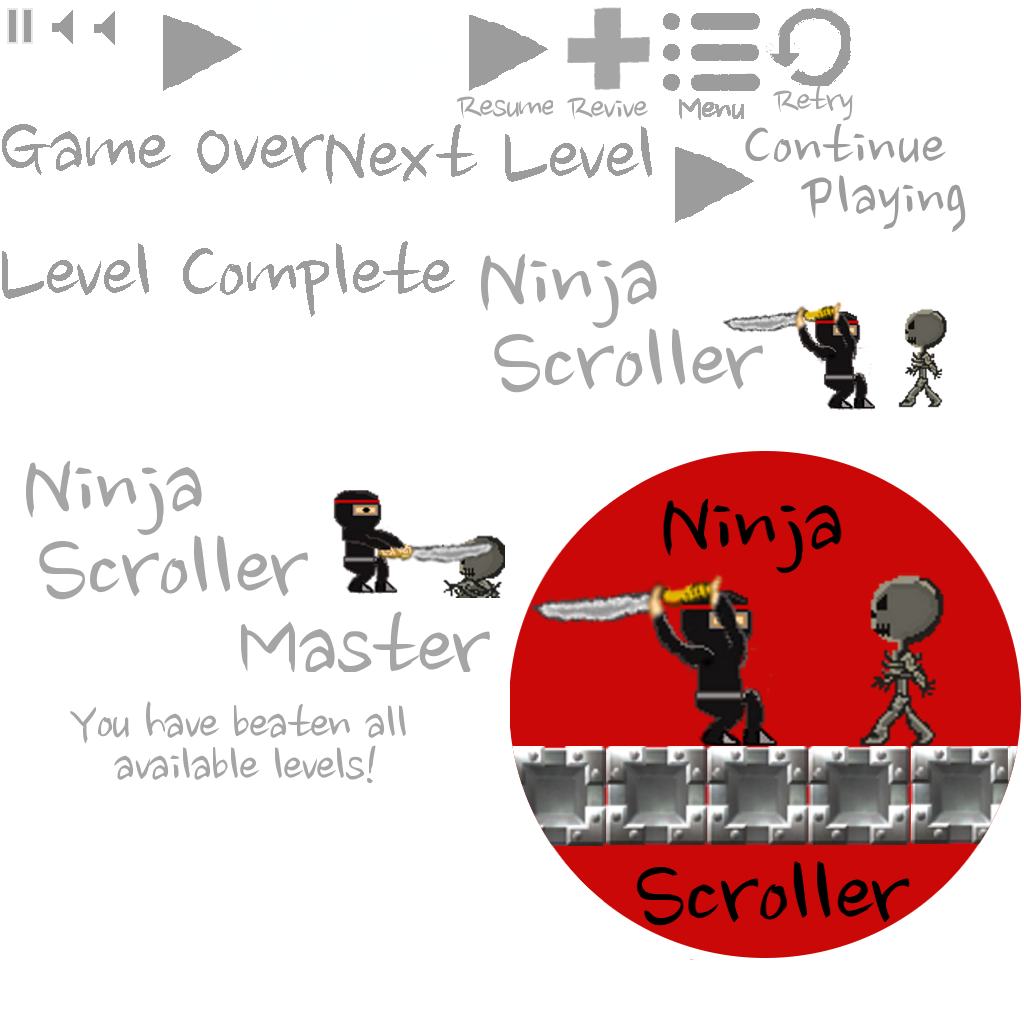 Resume Revive Menu Retry
Game Over
Next Level
Continue
Playing
Level Complete
Ninja
Scroller
Ninja
Scroller
Master
You have beaten all
available levels!
Ninja
Scroller